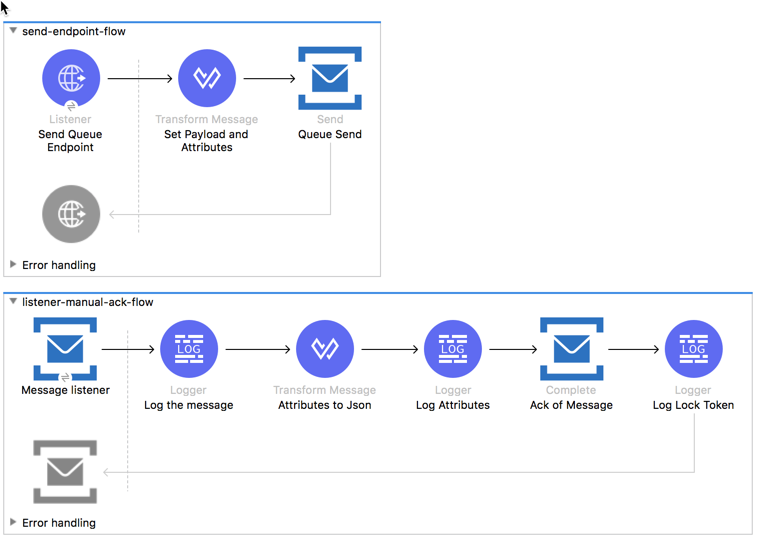 send-endpoint-flow
Listener
Send Queue
Endpoint
Transform Message
Set Payload and
Attributes
Send
Queue Send
Error handling
listener-manual-ack-flow
Message listener
LOG
Logger
Log the message
Transform Message
Attributes to Json
LOG
Logger
Log Attributes
Complete
Ack of Message
LOG
Logger
Log Lock Token
Error handling